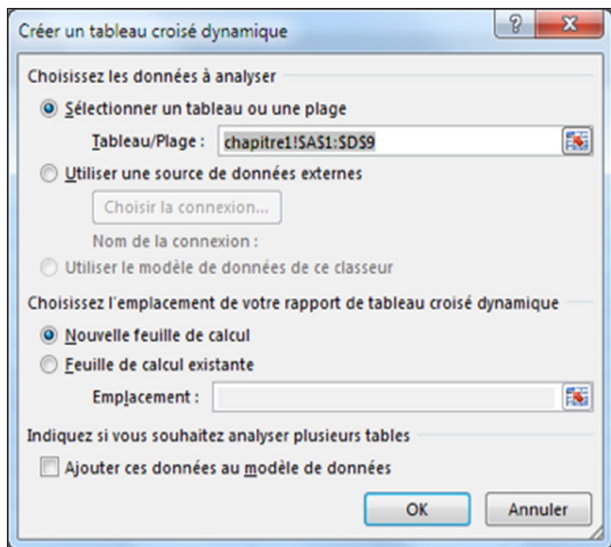 Créer un tableau croisé dynamique
?
Choisissez les données à analyser
Sélectionner un tableau ou une plage
Tableau/Plage : chapitre1!$A$1:$D$9
Utiliser une source de données externes
Choisir la connexion...
Nom de la connexion :
Utiliser le modèle de données de ce classeur
Choisissez l'emplacement de votre rapport de tableau croisé dynamique
Nouvelle feuille de calcul
Feuille de calcul existante
Emplacement :
Indiquez si vous souhaitez analyser plusieurs tables
Ajouter ces données au modèle de données
OK Annuler